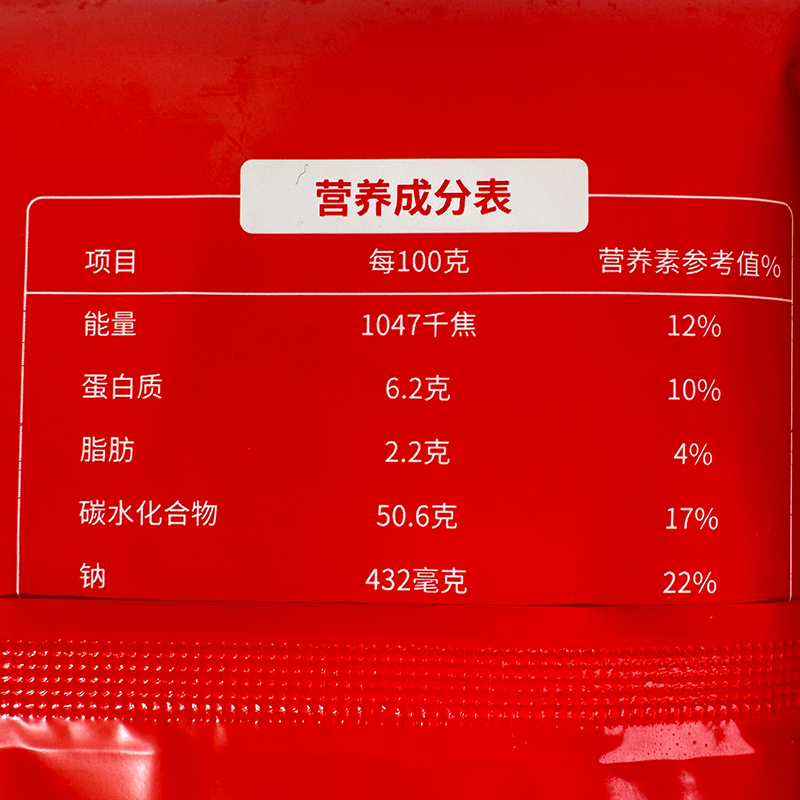 营养成分表
项目 每100克 营养素参考值%
能量 1047千焦 12%
蛋白质 6.2克 10%
脂肪 2.2克 4%
碳水化合物 50.6克 17%
钠 432毫克 22%